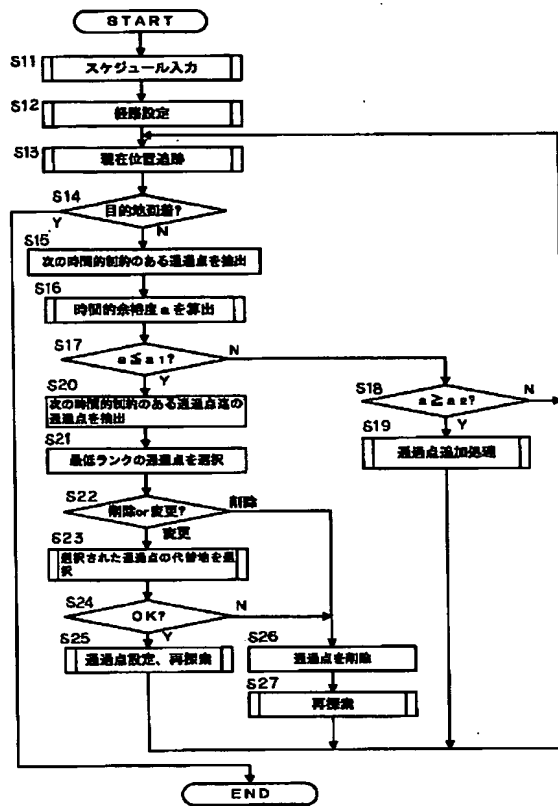 START
S11
スケジュール入力
S12
経路設定
S13
現在位置追跡
S14
目的地到着?
Y
N
S15
次の時間的制約のある通過点を抽出
S16
時間的余裕度aを算出
S17
a≦a1?
N
Y
S18
a≧a2?
N
Y
S19
通過点追加処理
S20
次の時間的制約のある通過点迄の
通過点を抽出
S21
最低ランクの通過点を選択
S22
削除or変更?
削除
変更
S23
選択された通過点の代替地を選
択
S24
OK?
N
Y
S25
通過点設定、再探索
S26
通過点を削除
S27
再探索
END